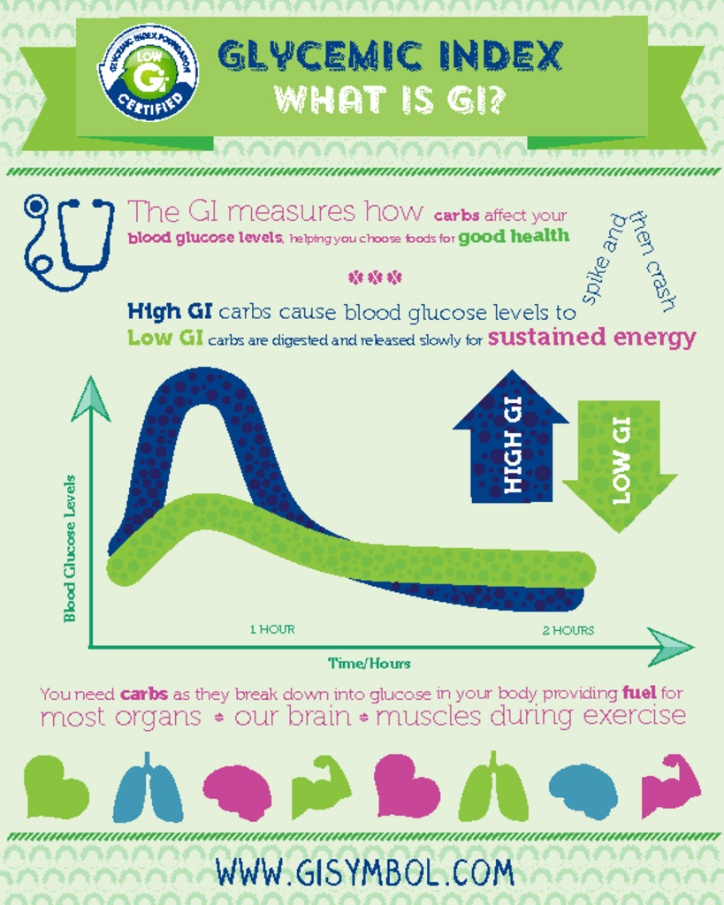 GLYCEMIC INDEX FOUNDATION
LOW
Gi
CERTIFIED
GLYCEMIC INDEX
WHAT IS GI?
The GI measures how carbs affect your
blood glucose levels, helping you choose foods for good health
High GI carbs cause blood glucose levels to spike and then crash
Low GI carbs are digested and released slowly for sustained energy
HIGH GI
LOW GI
Blood Glucose Levels
1 HOUR
2 HOURS
Time/Hours
You need carbs as they break down into glucose in your body providing fuel for
most organs * our brain * muscles during exercise
WWW.GISYMBOL.COM